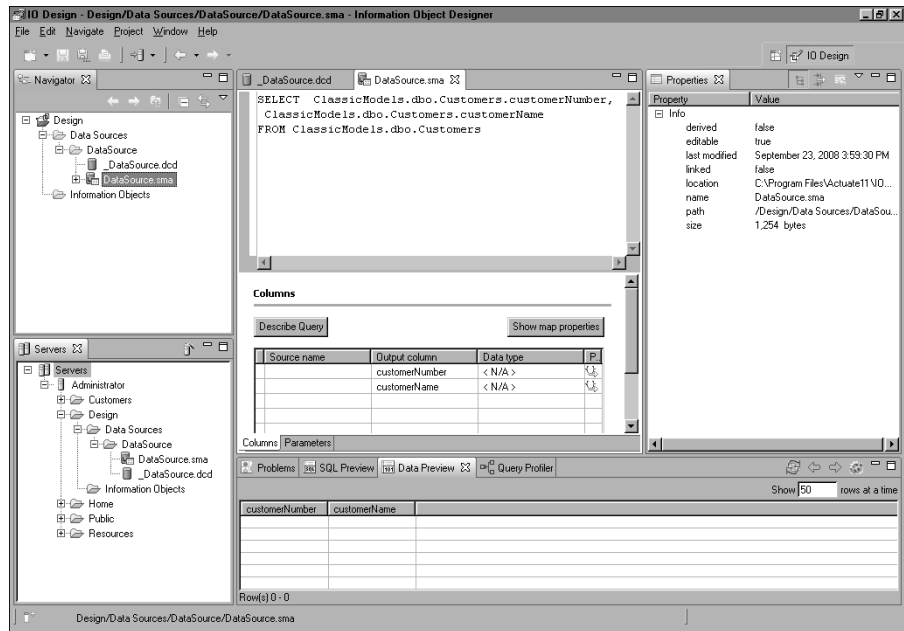 IO Design - Design/Data Sources/DataSource/DataSource.sma - Information Object Designer
File Edit Navigate Project Window Help
IO Design
Navigator
Design
Data Sources
DataSource
_DataSource.dcd
DataSource.sma
Information Objects
Servers
Servers
Administrator
Customers
Design
Data Sources
DataSource
DataSource.sma
_DataSource.dcd
Information Objects
Home
Public
Resources
_DataSource.dcd DataSource.sma
SELECT ClassicModels.dbo.Customers.customerNumber,
ClassicModels.dbo.Customers.customerName
FROM ClassicModels.dbo.Customers
Columns
Describe Query Show map properties
Source name Output column Data type P..
customerNumber < N/A >
customerName < N/A >
Columns Parameters
Properties
Property Value
Info
derived false
editable true
last modified September 23, 2008 3:59:30 PM
linked false
location C:\Program Files\Actuate11\IO...
name DataSource.sma
path /Design/Data Sources/DataSou...
size 1,254 bytes
Problems SQL Preview Data Preview Query Profiler
Show 50 rows at a time
customerNumber customerName
Row(s) 0 - 0
Design/Data Sources/DataSource/DataSource.sma